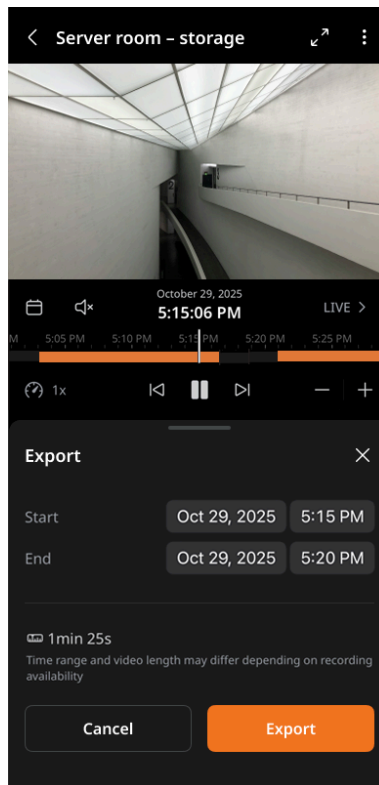 Server room – storage
October 29, 2025
5:15:06 PM
LIVE
M 5:05 PM 5:10 PM 5:15 PM 5:20 PM 5:25 PM
1x
Export
Start Oct 29, 2025 5:15 PM
End Oct 29, 2025 5:20 PM
1min 25s
Time range and video length may differ depending on recording
availability
Cancel Export